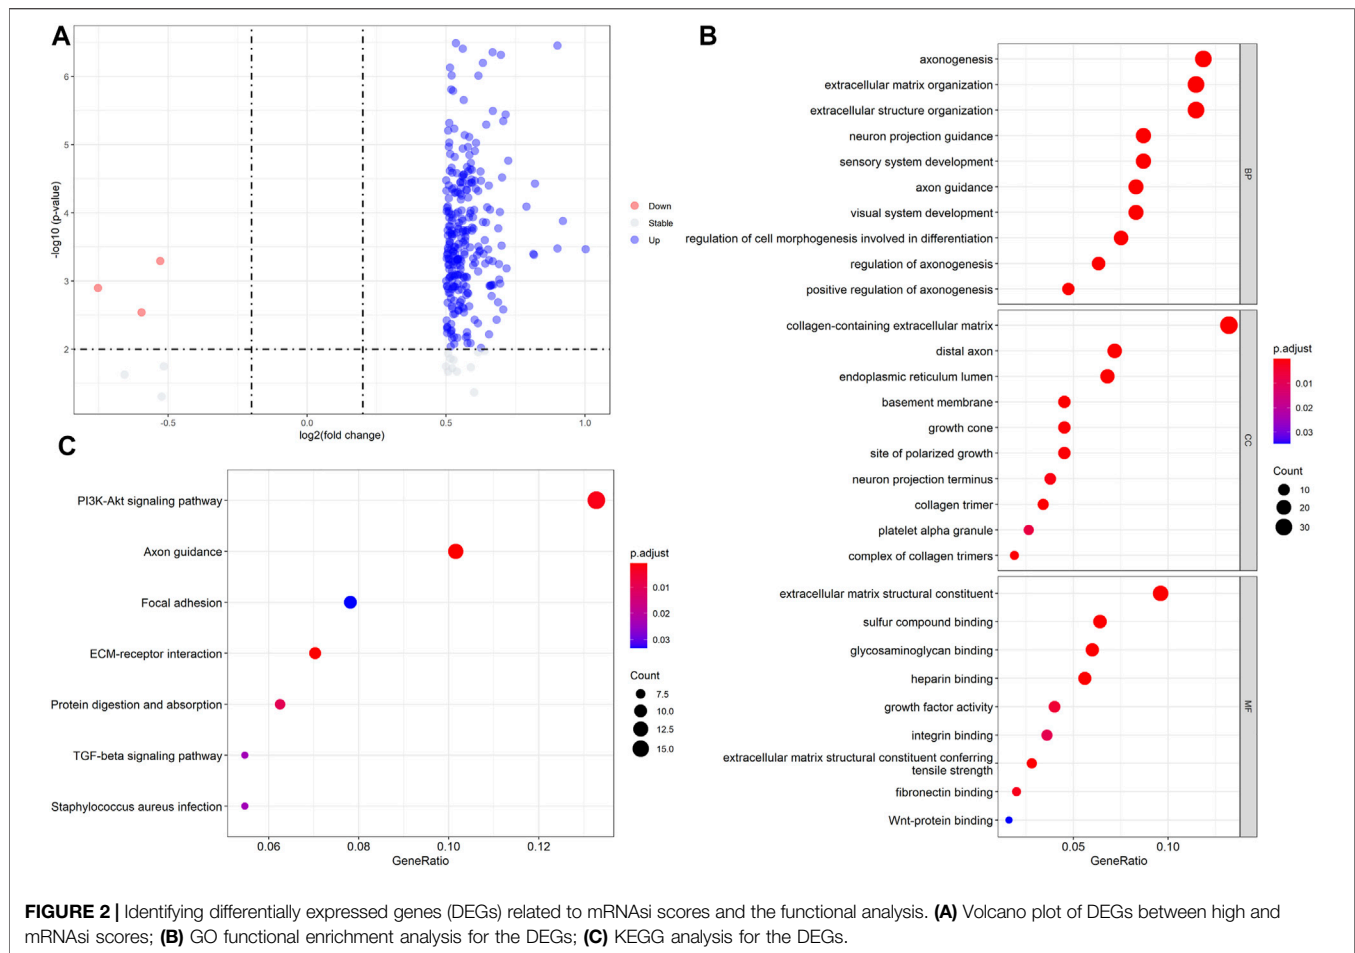 A
6
5
4
3
2
-log10 (p-value)
-0.5
0.0
0.5
1.0
log2(fold change)
Down
Stable
Up
B
axonogenesis
extracellular matrix organization
extracellular structure organization
neuron projection guidance
sensory system development
axon guidance
visual system development
regulation of cell morphogenesis involved in differentiation
regulation of axonogenesis
positive regulation of axonogenesis
BP
collagen-containing extracellular matrix
distal axon
endoplasmic reticulum lumen
basement membrane
growth cone
site of polarized growth
neuron projection terminus
collagen trimer
platelet alpha granule
complex of collagen trimers
CC
extracellular matrix structural constituent
sulfur compound binding
glycosaminoglycan binding
heparin binding
growth factor activity
integrin binding
extracellular matrix structural constituent conferring
tensile strength
fibronectin binding
Wnt-protein binding
MF
0.05
0.10
GeneRatio
p.adjust
0.01
0.02
0.03
Count
10
20
30
C
PI3K-Akt signaling pathway
Axon guidance
Focal adhesion
ECM-receptor interaction
Protein digestion and absorption
TGF-beta signaling pathway
Staphylococcus aureus infection
0.06
0.08
0.10
0.12
GeneRatio
p.adjust
0.01
0.02
0.03
Count
7.5
10.0
12.5
15.0
FIGURE 2 | Identifying differentially expressed genes (DEGs) related to mRNAsi scores and the functional analysis. (A) Volcano plot of DEGs between high and
mRNAsi scores; (B) GO functional enrichment analysis for the DEGs; (C) KEGG analysis for the DEGs.